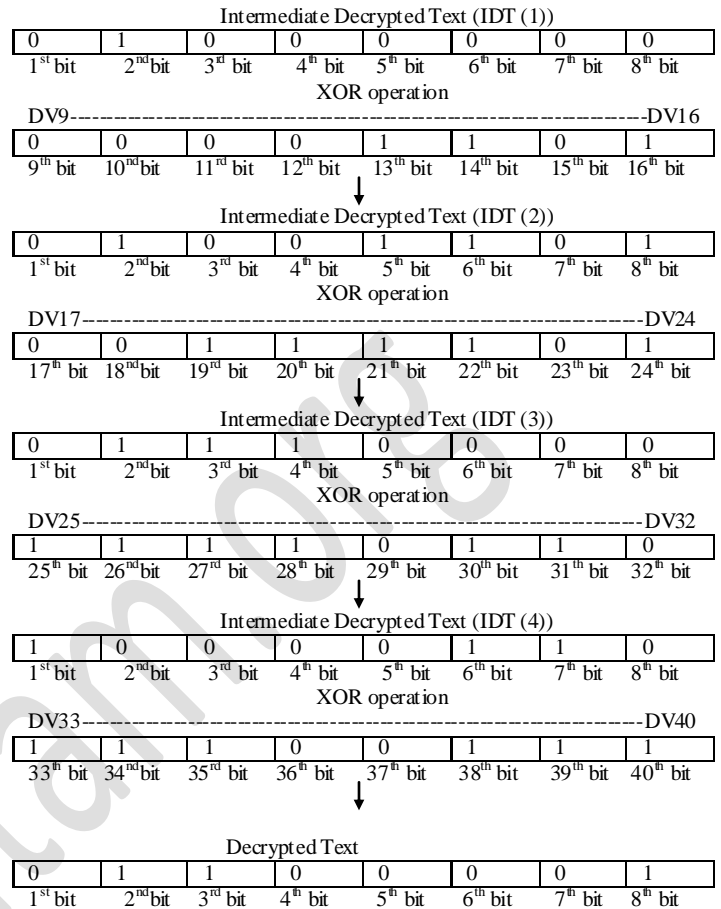 Intermediate Decrypted Text (IDT (1))
0 1 0 0 0 0 0 0
1st bit 2nd bit 3rd bit 4th bit 5th bit 6th bit 7th bit 8th bit
XOR operation
DV9------------------------------------------------------------------------DV16
0 0 0 0 1 1 0 1
9th bit 10nd bit 11rd bit 12th bit 13th bit 14th bit 15th bit 16th bit
Intermediate Decrypted Text (IDT (2))
0 1 0 0 1 1 0 1
1st bit 2nd bit 3rd bit 4th bit 5th bit 6th bit 7th bit 8th bit
XOR operation
DV17------------------------------------------------------------------------DV24
0 0 1 1 1 1 0 1
17th bit 18nd bit 19rd bit 20th bit 21th bit 22th bit 23th bit 24th bit
Intermediate Decrypted Text (IDT (3))
0 1 1 1 0 0 0 0
1st bit 2nd bit 3rd bit 4th bit 5th bit 6th bit 7th bit 8th bit
XOR operation
DV25------------------------------------------------------------------------DV32
1 1 1 1 0 1 1 0
25th bit 26nd bit 27rd bit 28th bit 29th bit 30th bit 31th bit 32th bit
Intermediate Decrypted Text (IDT (4))
1 0 0 0 0 1 1 0
1st bit 2nd bit 3rd bit 4th bit 5th bit 6th bit 7th bit 8th bit
XOR operation
DV33------------------------------------------------------------------------DV40
1 1 1 0 0 1 1 1
33th bit 34nd bit 35rd bit 36th bit 37th bit 38th bit 39th bit 40th bit
Decrypted Text
0 1 1 0 0 0 0 1
1st bit 2nd bit 3rd bit 4th bit 5th bit 6th bit 7th bit 8th bit